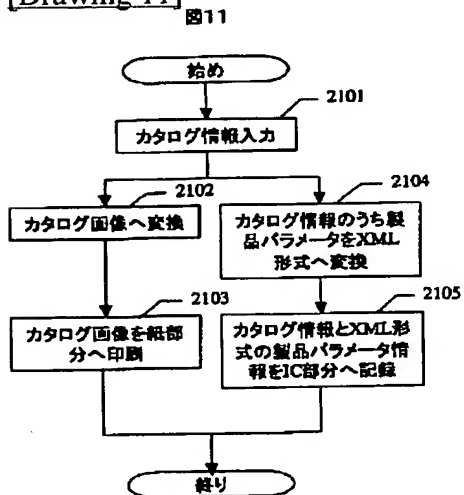 [Drawing 11]
図11
始め
2101
カタログ情報入力
2102
カタログ画像へ変換
2104
カタログ情報のうち製
品パラメータをXML
形式へ変換
2103
カタログ画像を紙部
分へ印刷
2105
カタログ情報とXML形
式の製品パラメータ情
報をIC部分へ記録
終り